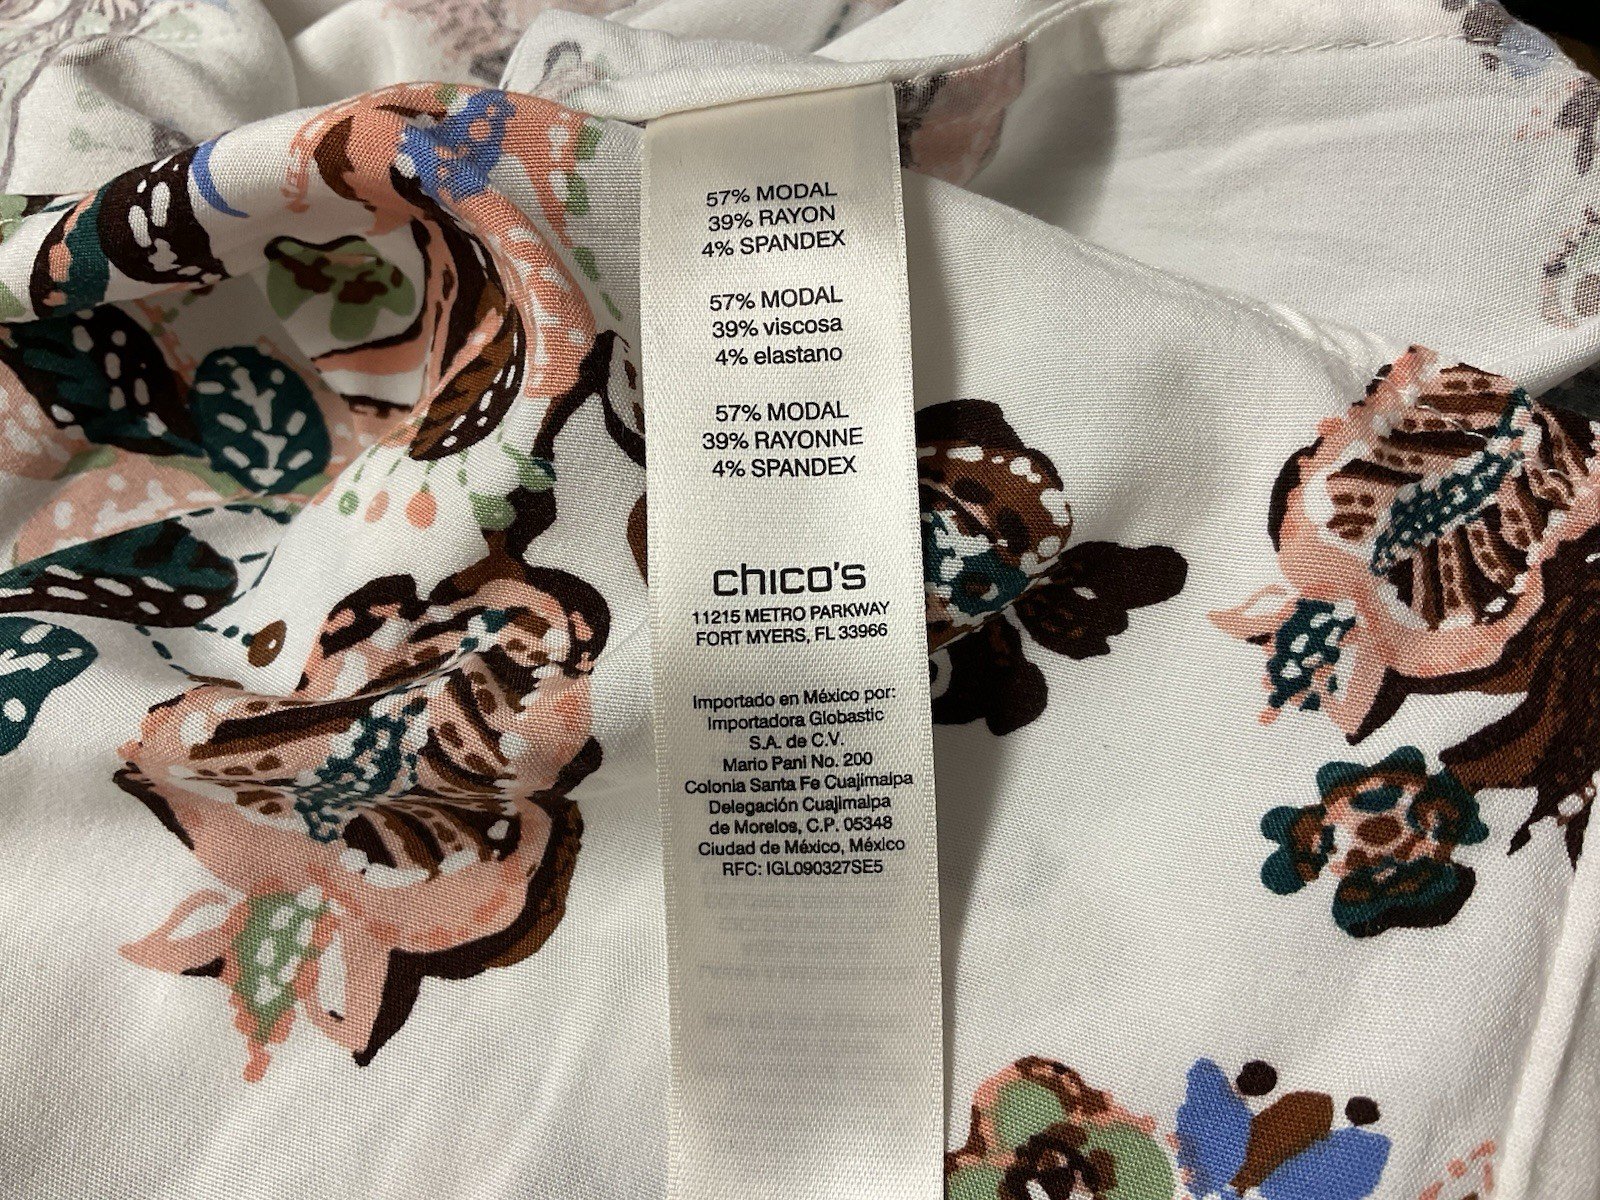 57% MODAL
39% RAYON
4% SPANDEX
57% MODAL
39% viscosa
4% elastano
57% MODAL
39% RAYONNE
4% SPANDEX
chico's
11215 METRO PARKWAY
FORT MYERS, FL 33966
Importado en México por:
Importadora Globastic
S.A. de C.V.
Mario Pani No. 200
Colonia Santa Fe Cuajimalpa
Delegación Cuajimalpa
de Morelos, C.P. 05348
Ciudad de México, México
RFC: IGL090327SE5